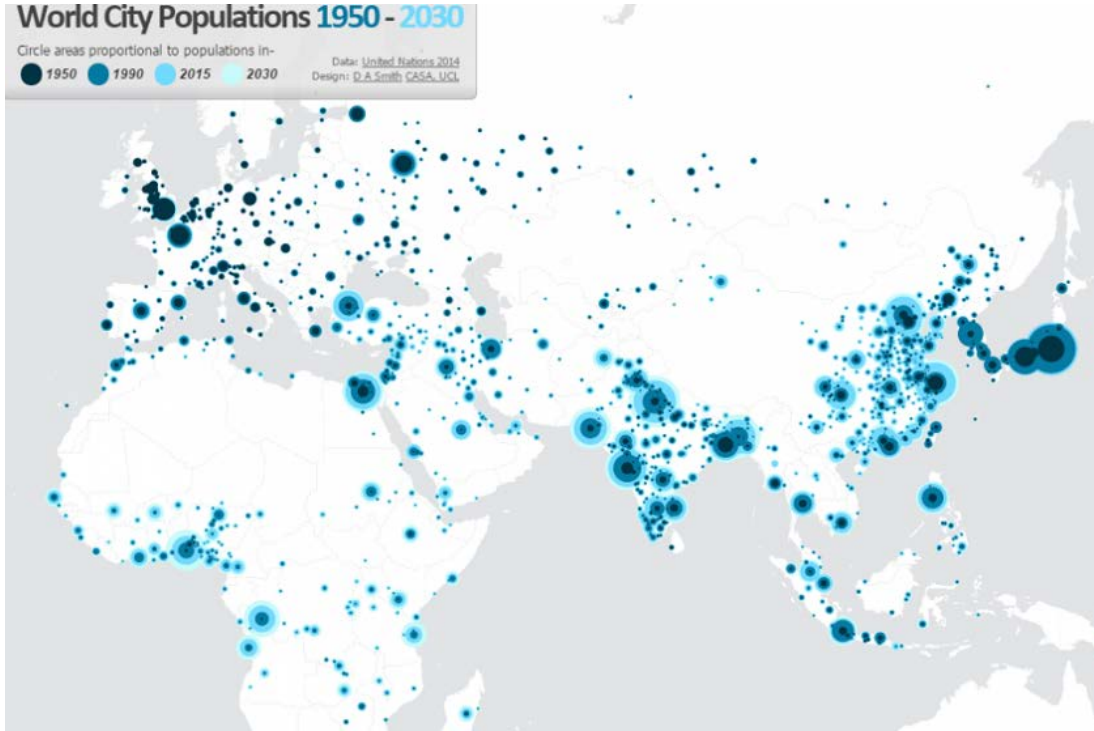 World City Populations 1950 - 2030
Circle areas proportional to populations in-
Data: United Nations 2014
1950 1990 2015 2030
Design: D A Smith CASA, UCL